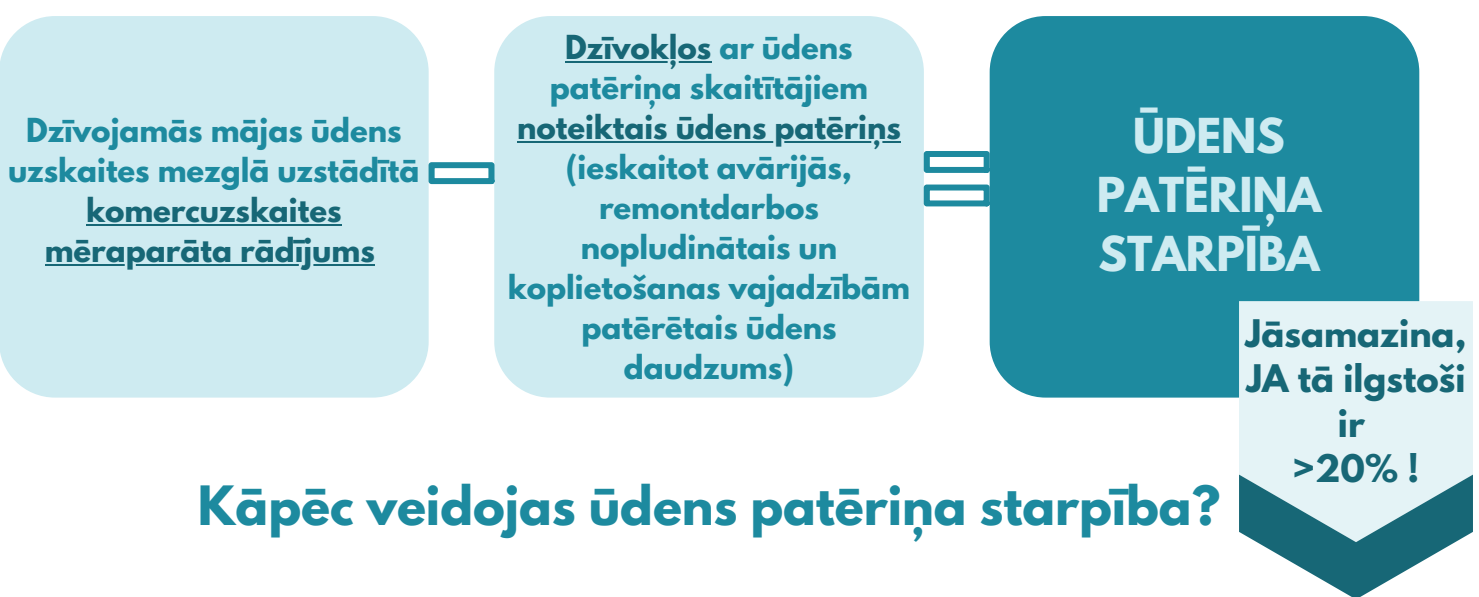 Dzīvojamās mājas ūdens
uzskaites mezglā uzstādītā
komercuzskaites
mēraparāta rādījums
Dzīvokļos ar ūdens
patēriņa skaitītājiem
noteiktais ūdens patēriņš
(ieskaitot avārijās,
remontdarbos
nopludinātais un
koplietošanas vajadzībām
patērētais ūdens
daudzums)
ŪDENS
PATĒRIŅA
STARPĪBA
Jāsamazina,
JA tā ilgstoši
ir
>20% !
Kāpēc veidojas ūdens patēriņa starpība?